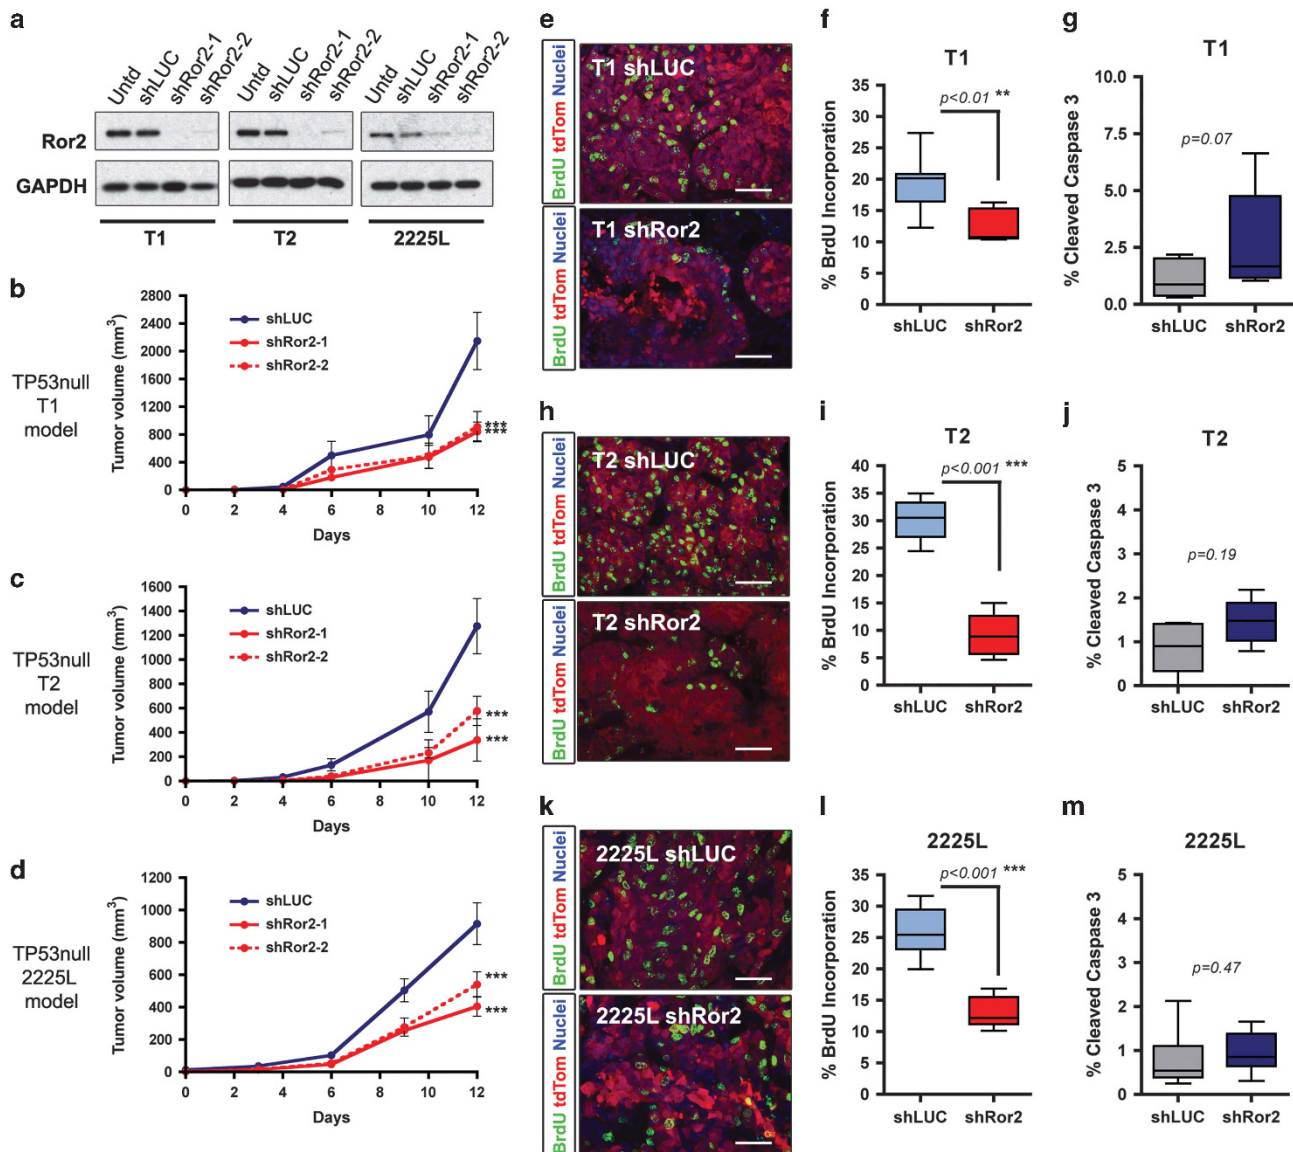 a
Untd shLUC shRor2-1 shRor2-2 Untd shLUC shRor2-1 shRor2-2 Untd shLUC shRor2-1 shRor2-2
Ror2
GAPDH
T1 T2 2225L
b
TP53null
T1
model
Tumor volume (mm³)
2800
2400
2000
1600
1200
800
400
0
shLUC
shRor2-1
shRor2-2
***
***
0 2 4 6 8 10 12
Days
c
TP53null
T2
model
Tumor volume (mm³)
1600
1400
1200
1000
800
600
400
200
0
shLUC
shRor2-1
shRor2-2
***
***
0 2 4 6 8 10 12
Days
d
TP53null
2225L
model
Tumor volume (mm³)
1200
1000
800
600
400
200
0
shLUC
shRor2-1
shRor2-2
***
***
0 2 4 6 8 10 12
Days
e
BrdU tdTom Nuclei
T1 shLUC
BrdU tdTom Nuclei
T1 shRor2
f
T1
% BrdU Incorporation
35
30
25
20
15
10
5
0
p<0.01 **
shLUC shRor2
g
T1
% Cleaved Caspase 3
10.0
7.5
5.0
2.5
0.0
p=0.07
shLUC shRor2
h
BrdU tdTom Nuclei
T2 shLUC
BrdU tdTom Nuclei
T2 shRor2
i
T2
% BrdU Incorporation
40
35
30
25
20
15
10
5
0
p<0.001 ***
shLUC shRor2
j
T2
% Cleaved Caspase 3
5
4
3
2
1
0
p=0.19
shLUC shRor2
k
BrdU tdTom Nuclei
2225L shLUC
BrdU tdTom Nuclei
2225L shRor2
l
2225L
% BrdU Incorporation
35
30
25
20
15
10
5
0
p<0.001 ***
shLUC shRor2
m
2225L
% Cleaved Caspase 3
5
4
3
2
1
0
p=0.47
shLUC shRor2